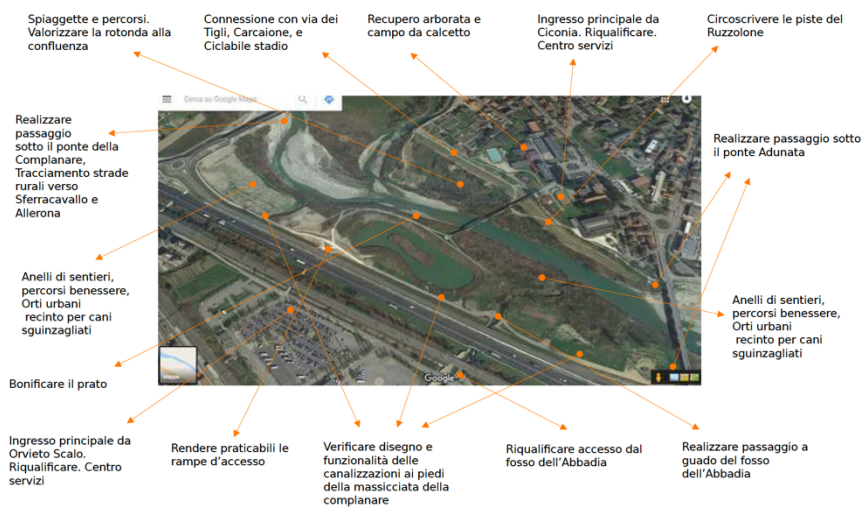 Spiaggette e percorsi.
Valorizzare la rotonda alla
confluenza
Connessione con via dei
Tigli, Carcaione, e
Ciclabile stadio
Recupero arborata e
campo da calcetto
Ingresso principale da
Ciconia. Riqualificare.
Centro servizi
Circoscrivere le piste del
Ruzzolone
Cerca su Google Maps
Realizzare
passaggio
sotto il ponte della
Complanare,
Tracciamento strade
rurali verso
Sferracavallo e
Allerona
Realizzare passaggio sotto
il ponte Adunata
Anelli di sentieri,
percorsi benessere,
Orti urbani
recinto per cani
sguinzagliati
Anelli di sentieri,
percorsi benessere,
Orti urbani
recinto per cani
sguinzagliati
Mappa
Google
Bonificare il prato
Ingresso principale da
Orvieto Scalo.
Riqualificare. Centro
servizi
Rendere praticabili le
rampe d’accesso
Verificare disegno e
funzionalità delle
canalizzazioni ai piedi
della massicciata della
complanare
Riqualificare accesso dal
fosso dell’Abbadia
Realizzare passaggio a
guado del fosso
dell’Abbadia